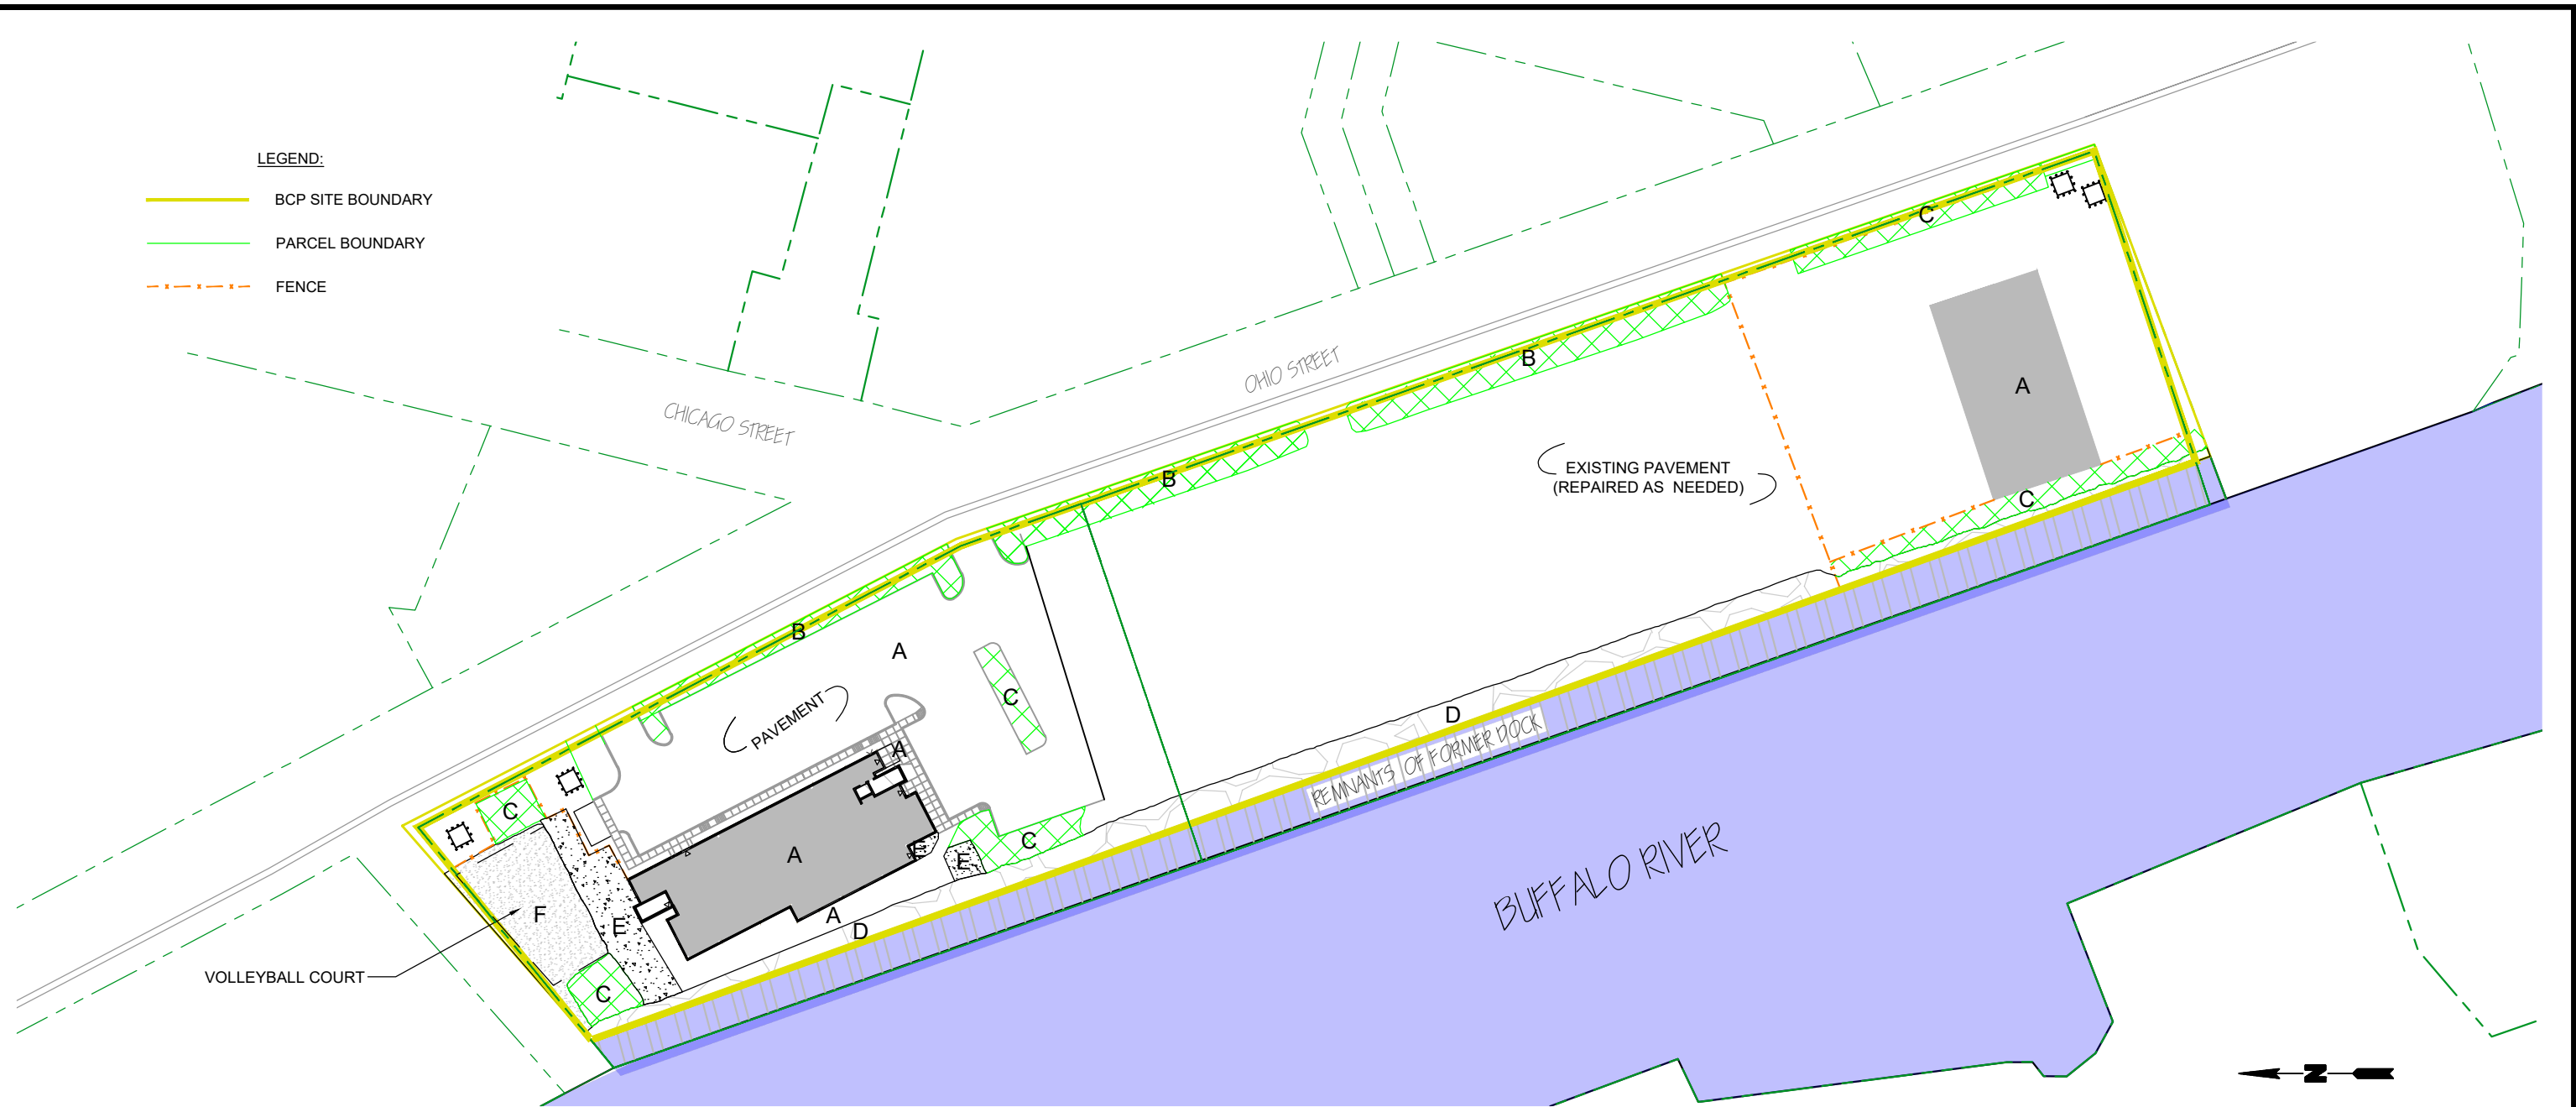 LEGEND:
BCP SITE BOUNDARY
PARCEL BOUNDARY
FENCE
CHICAGO STREET
OHIO STREET
C
B
A
B
EXISTING PAVEMENT
(REPAIRED AS NEEDED)
C
B
A
C
PAVEMENT
D
REMNANTS OF FORMER DOCK
A
C
C
A
E
E
BUFFALO RIVER
F
A
E
D
VOLLEYBALL COURT
C
N